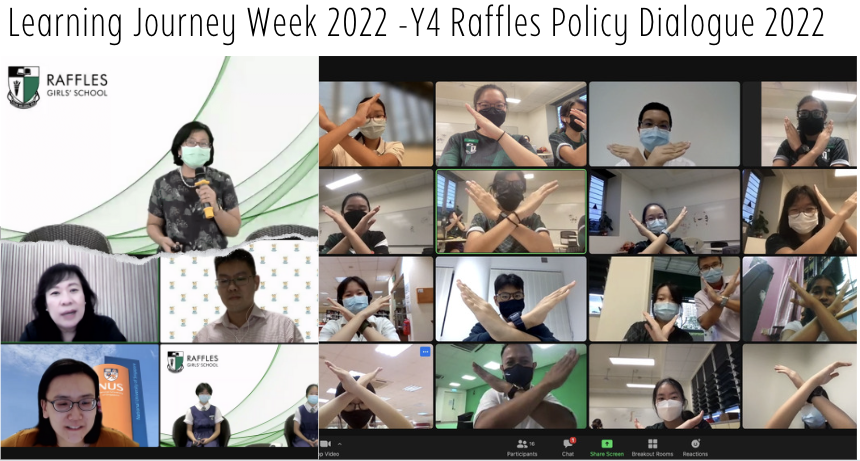 Learning Journey Week 2022 -Y4 Raffles Policy Dialogue 2022
RAFFLES
GIRLS' SCHOOL
NUS
RAFFLES
GIRLS' SCHOOL
Participants
16
Chat
1
Share Screen
Breakout Rooms
Reactions